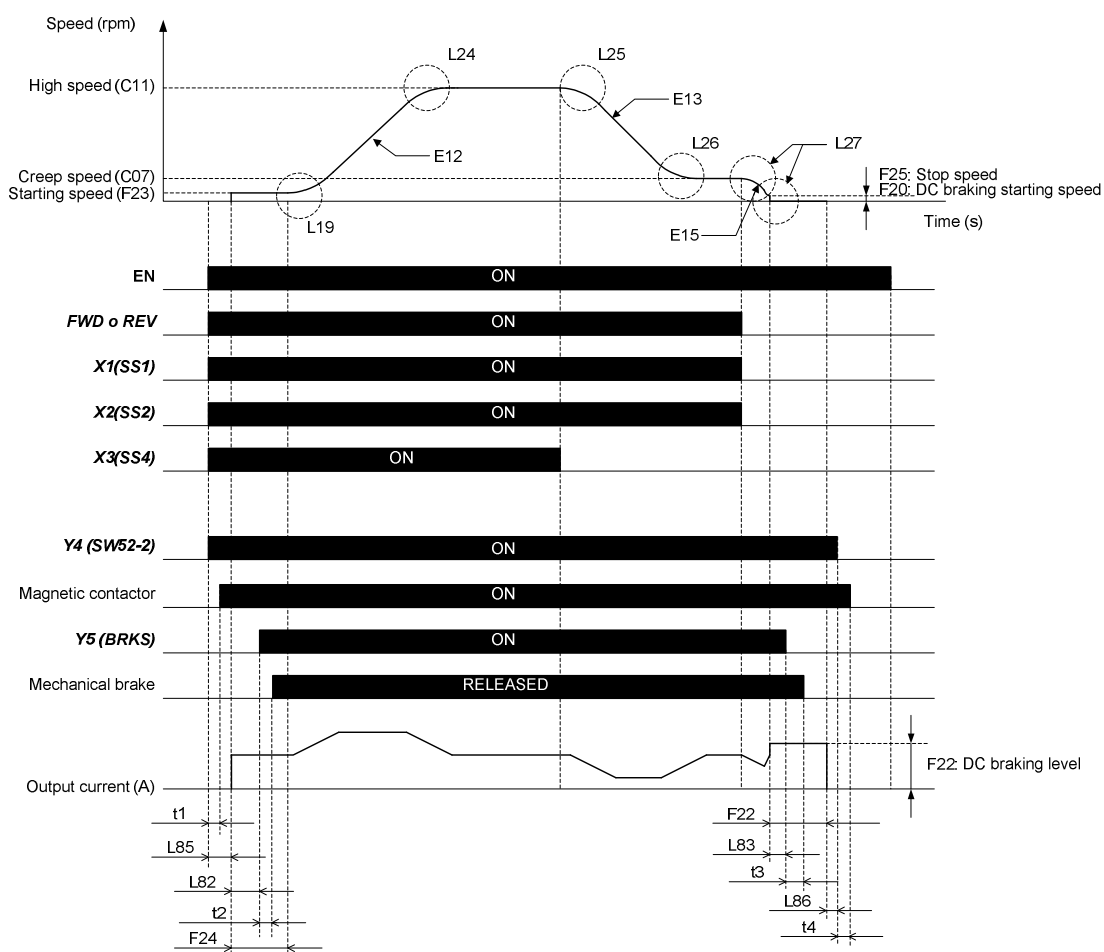 Speed (rpm)
L24
L25
High speed (C11)
E13
E12
L26
L27
Creep speed (C07)
F25: Stop speed
Starting speed (F23)
F20: DC braking starting speed
L19
E15
Time (s)
EN
ON
FWD o REV
ON
X1(SS1)
ON
X2(SS2)
ON
X3(SS4)
ON
Y4 (SW52-2)
ON
Magnetic contactor
ON
Y5 (BRKS)
ON
Mechanical brake
RELEASED
F22: DC braking level
Output current (A)
t1
F22
L85
L83
L82
t3
t2
L86
F24
t4